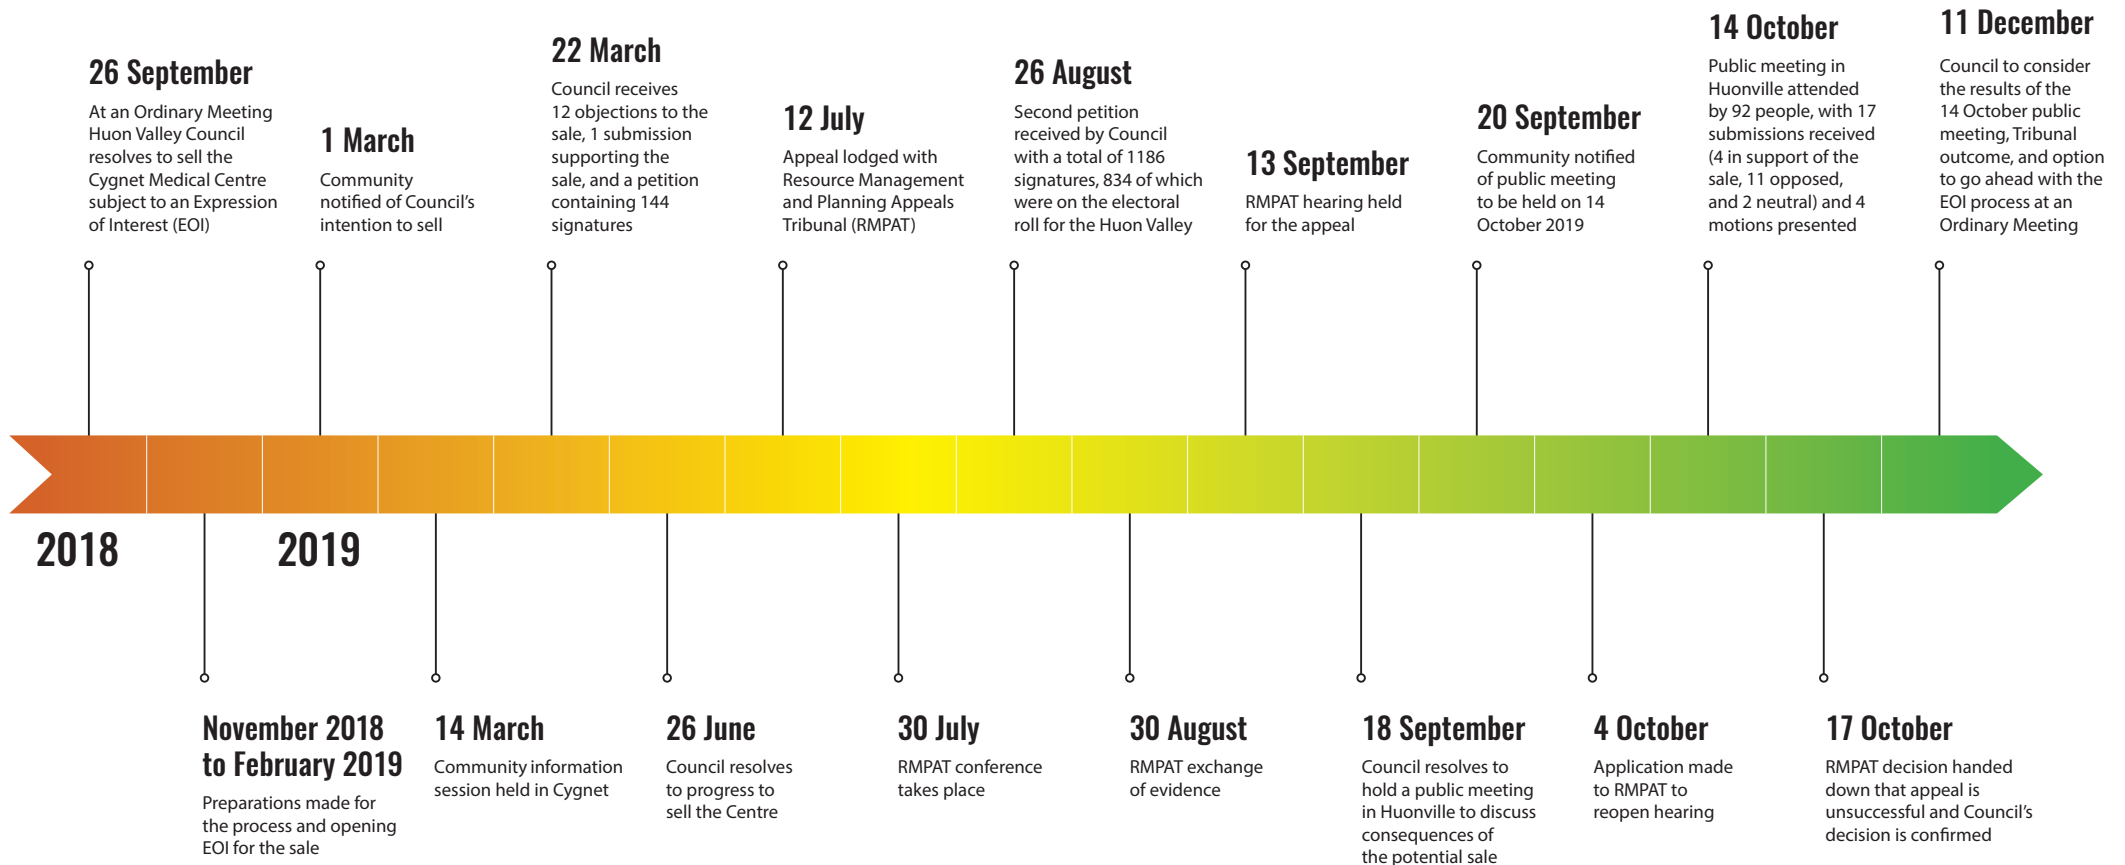 26 September
At an Ordinary Meeting
Huon Valley Council
resolves to sell the
Cygnet Medical Centre
subject to an Expression
of Interest (EOI)
1 March
Community
notified of Council's
intention to sell
22 March
Council receives
12 objections to the
sale, 1 submission
supporting the
sale, and a petition
containing 144
signatures
12 July
Appeal lodged with
Resource Management
and Planning Appeals
Tribunal (RMPAT)
26 August
Second petition
received by Council
with a total of 1186
signatures, 834 of which
were on the electoral
roll for the Huon Valley
13 September
RMPAT hearing held
for the appeal
20 September
Community notified
of public meeting
to be held on 14
October 2019
14 October
Public meeting in
Huonville attended
by 92 people, with 17
submissions received
(4 in support of the
sale, 11 opposed,
and 2 neutral) and 4
motions presented
11 December
Council to consider
the results of the
14 October public
meeting, Tribunal
outcome, and option
to go ahead with the
EOI process at an
Ordinary Meeting
2018
2019
November 2018
to February 2019
Preparations made for
the process and opening
EOI for the sale
14 March
Community information
session held in Cygnet
26 June
Council resolves
to progress to
sell the Centre
30 July
RMPAT conference
takes place
30 August
RMPAT exchange
of evidence
18 September
Council resolves to
hold a public meeting
in Huonville to discuss
consequences of
the potential sale
4 October
Application made
to RMPAT to
reopen hearing
17 October
RMPAT decision handed
down that appeal is
unsuccessful and Council's
decision is confirmed